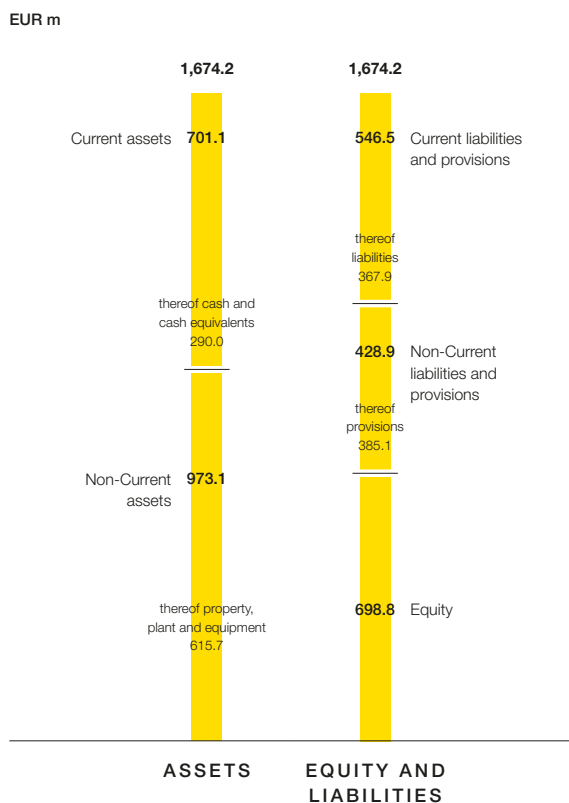 EUR m
1,674.2
1,674.2
Current assets
701.1
546.5
Current liabilities
and provisions
thereof
liabilities
367.9
thereof cash and
cash equivalents
290.0
428.9
Non-Current
liabilities and
provisions
thereof
provisions
385.1
Non-Current
assets
973.1
thereof property,
plant and equipment
615.7
698.8
Equity
ASSETS
EQUITY AND
LIABILITIES